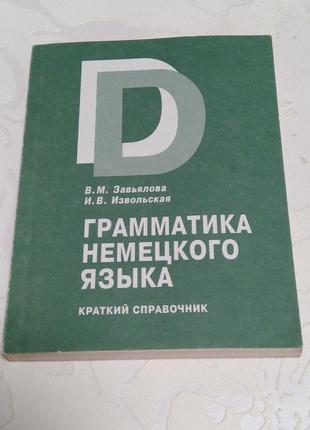 D
D
В.М. Завьялова
И.В. Извольская
ГРАММАТИКА
НЕМЕЦКОГО
ЯЗЫКА
КРАТКИЙ СПРАВОЧНИК